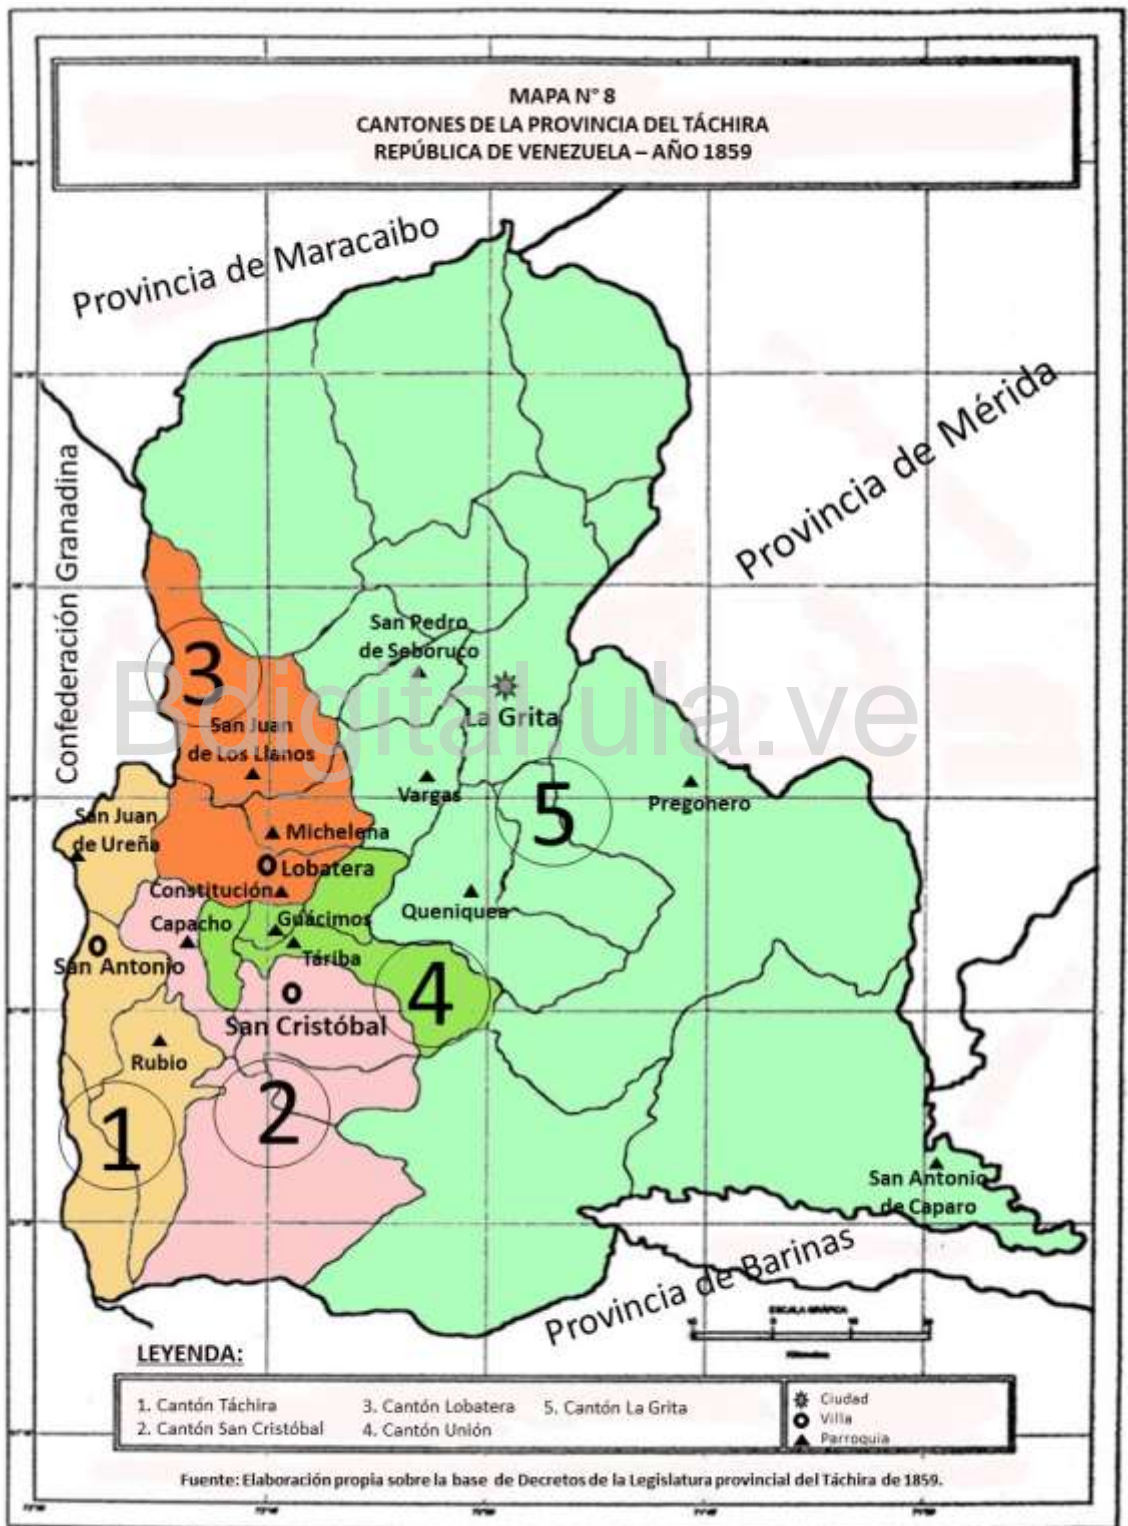 MAPA N° 8
CANTONES DE LA PROVINCIA DEL TÁCHIRA
REPÚBLICA DE VENEZUELA – AÑO 1859
Provincia de Maracaibo
Provincia de Mérida
Confederación Granadina
San Pedro
de Seboruco
3
Bdigital.ula.ve
La Grita
San Juan
de Los Llanos
Vargas
5
Pregonero
San Juan
de Ureña
Michelena
Lobatera
Constitución
Queniquea
Capacho
Guácimos
Táriba
San Antonio
4
San Cristóbal
Rubio
2
1
San Antonio
de Caparo
Provincia de Barinas
ESCALA GRÁFICA
LEYENDA:
1. Cantón Táchira
2. Cantón San Cristóbal
3. Cantón Lobatera
4. Cantón Unión
5. Cantón La Grita
Ciudad
Villa
Parroquia
Fuente: Elaboración propia sobre la base de Decretos de la Legislatura provincial del Táchira de 1859.